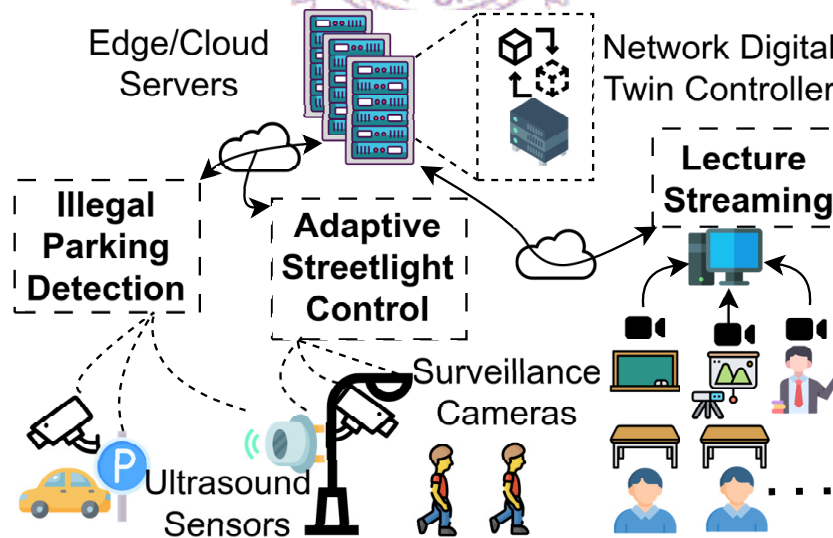 Edge/Cloud
Servers
Network Digital
Twin Controller
Lecture
Streaming
Illegal
Parking
Detection
Adaptive
Streetlight
Control
Surveillance
Cameras
P
Ultrasound
Sensors
. . .